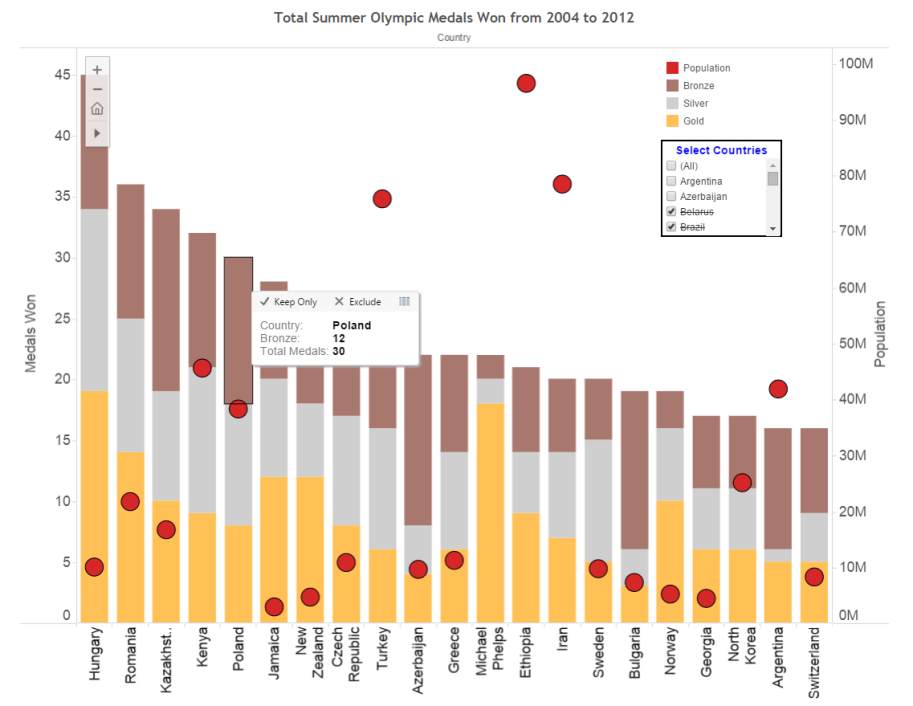 Total Summer Olympic Medals Won from 2004 to 2012
Country
45
40
35
30
25
20
15
10
5
0
Medals Won
100M
90M
80M
70M
60M
50M
40M
30M
20M
10M
0M
Population
Population
Bronze
Silver
Gold
Select Countries
(All)
Argentina
Azerbaijan
Belarus
Brazil
Keep Only Exclude
Country: Poland
Bronze: 12
Total Medals: 30
Hungary
Romania
Kazakhst..
Kenya
Poland
Jamaica
New
Zealand
Czech
Republic
Turkey
Azerbaijan
Greece
Michael
Phelps
Ethiopia
Iran
Sweden
Bulgaria
Norway
Georgia
North
Korea
Argentina
Switzerland